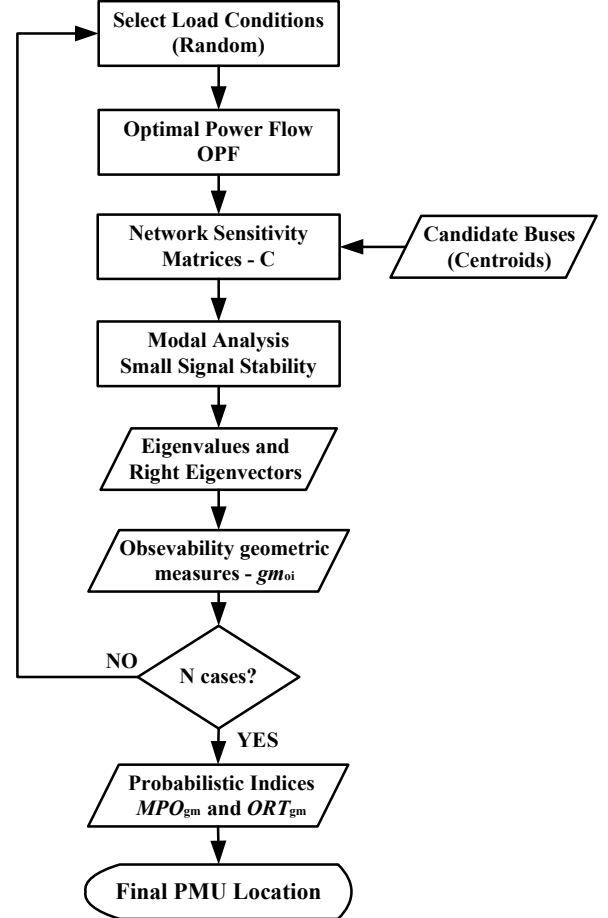 Select Load Conditions
(Random)
Optimal Power Flow
OPF
Network Sensitivity
Matrices - C
Candidate Buses
(Centroids)
Modal Analysis
Small Signal Stability
Eigenvalues and
Right Eigenvectors
Obsevability geometric
measures - gmoi
NO
N cases?
YES
Probabilistic Indices
MPOgm and ORTgm
Final PMU Location